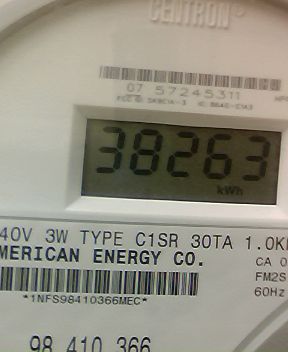 CENTRON®
07 57245311
38263
kWh
40V 3W TYPE C1SR 30TA 1.0K
MERICAN ENERGY CO.
CA 0
FM2S
*1NFS98410366MEC*
60Hz
98 410 366